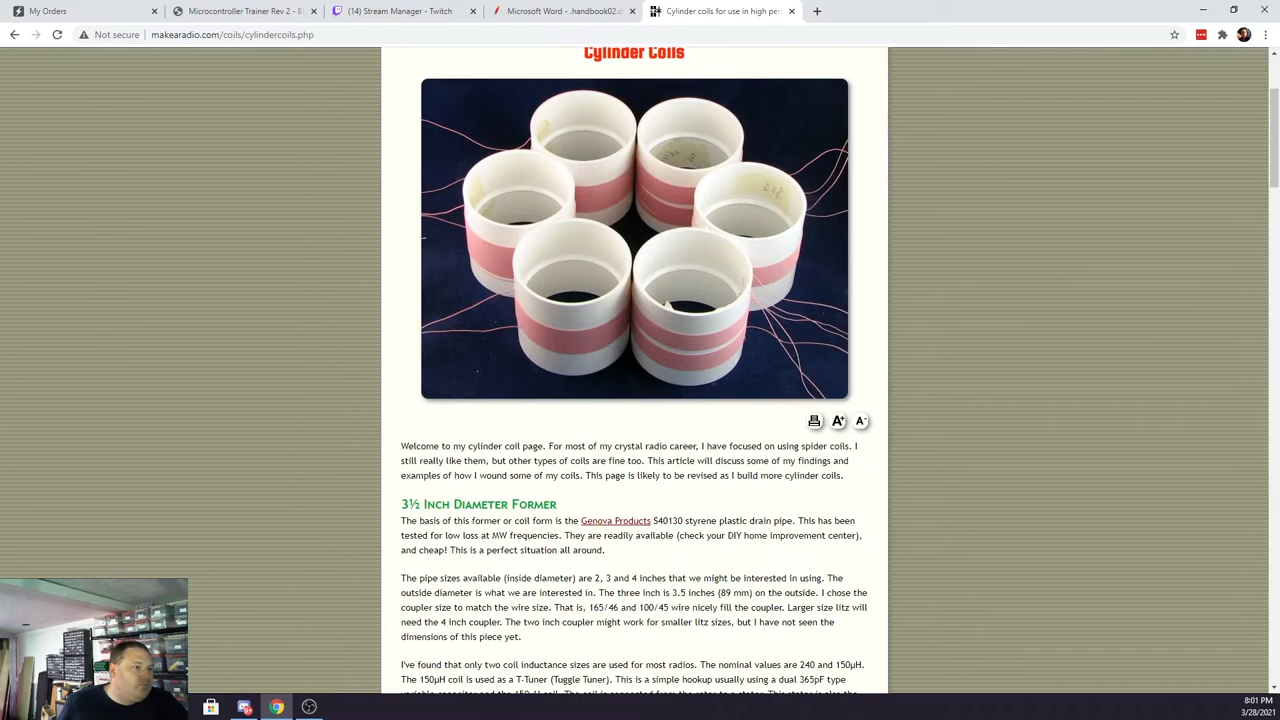 My Orders
Microcontroller Trainer Rev 2 - B
(14) Stream Manager - Twitch
Microsoft Word - .handbook02.d
Cylinder coils for use in high per
Not secure
makearadio.com/coils/cylindercoils.php
Cylinder Coils
A+
A-
Welcome to my cylinder coil page. For most of my crystal radio career, I have focused on using spider coils. I
still really like them, but other types of coils are fine too. This article will discuss some of my findings and
examples of how I wound some of my coils. This page is likely to be revised as I build more cylinder coils.
3½ Inch Diameter Former
The basis of this former or coil form is the Genova Products S40130 styrene plastic drain pipe. This has been
tested for low loss at MW frequencies. They are readily available (check your DIY home improvement center),
and cheap! This is a perfect situation all around.
The pipe sizes available (inside diameter) are 2, 3 and 4 inches that we might be interested in using. The
outside diameter is what we are interested in. The three inch is 3.5 inches (89 mm) on the outside. I chose the
coupler size to match the wire size. That is, 165/46 and 100/45 wire nicely fill the coupler. Larger size litz will
need the 4 inch coupler. The two inch coupler might work for smaller litz sizes, but I have not seen the
dimensions of this piece yet.
I've found that only two coil inductance sizes are used for most radios. The nominal values are 240 and 150µH.
The 150µH coil is used as a T-Tuner (Tuggle Tuner). This is a simple hookup usually using a dual 365pF type
8:01 PM
3/28/2021